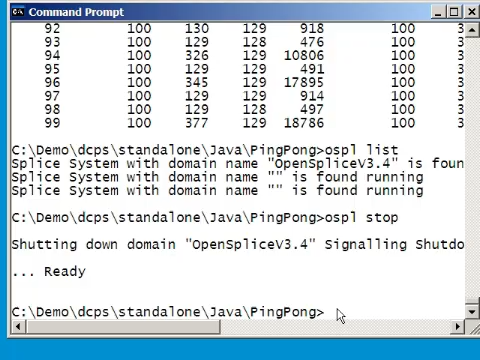 Command Prompt
92 100 130 129 918 100 3
93 100 129 128 476 100 3
94 100 326 129 10806 100 3
95 100 129 129 491 100 3
96 100 345 129 17895 100 3
97 100 129 129 914 100 3
98 100 129 128 497 100 3
99 100 377 129 18786 100 3
C:\Demo\dcps\standalone\Java\PingPong>ospl list
Splice System with domain name "OpenSpliceV3.4" is foun
Splice System with domain name "" is found running
Splice System with domain name "" is found running
C:\Demo\dcps\standalone\Java\PingPong>ospl stop
Shutting down domain "OpenSpliceV3.4" Signalling Shutdo
... Ready
C:\Demo\dcps\standalone\Java\PingPong>